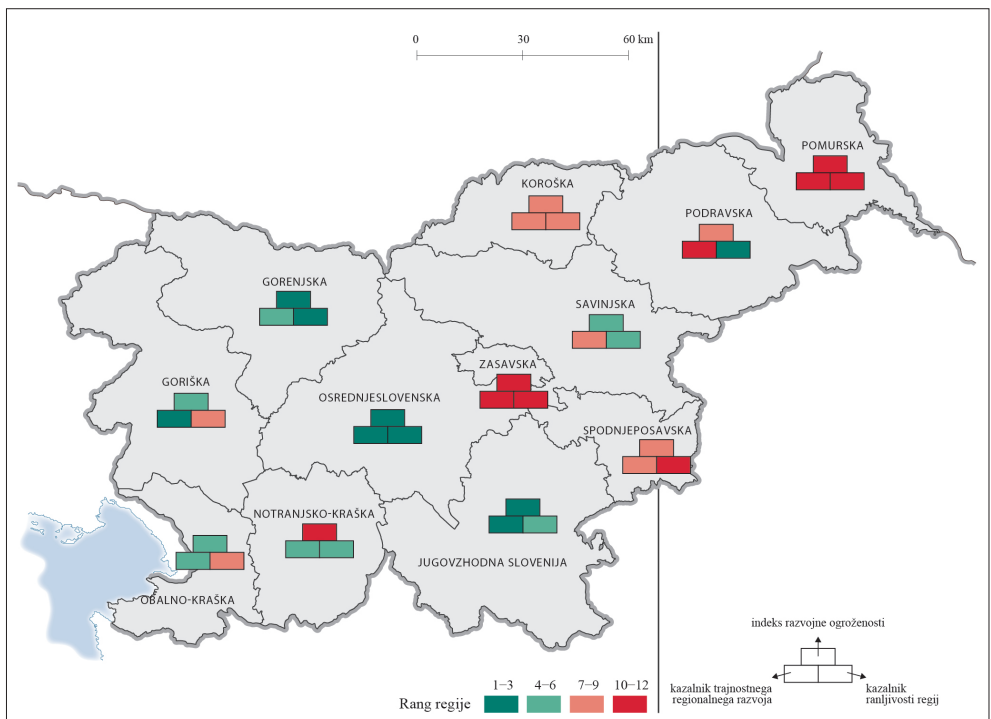 0 30 60 km
POMURSKA
KOROŠKA
PODRAVSKA
GORENJSKA
SAVINJSKA
ZASAVSKA
GORIŠKA
OSREDNJESLOVENSKA
SPODNJEPOSAVSKA
NOTRANJSKO-KRAŠKA
JUGOVZHODNA SLOVENIJA
OBALNO-KRAŠKA
indeks razvojne ogroženosti
kazalnik trajnostnega
regionalnega razvoja
kazalnik
ranljivosti regij
1–3 4–6 7–9 10–12
Rang regije